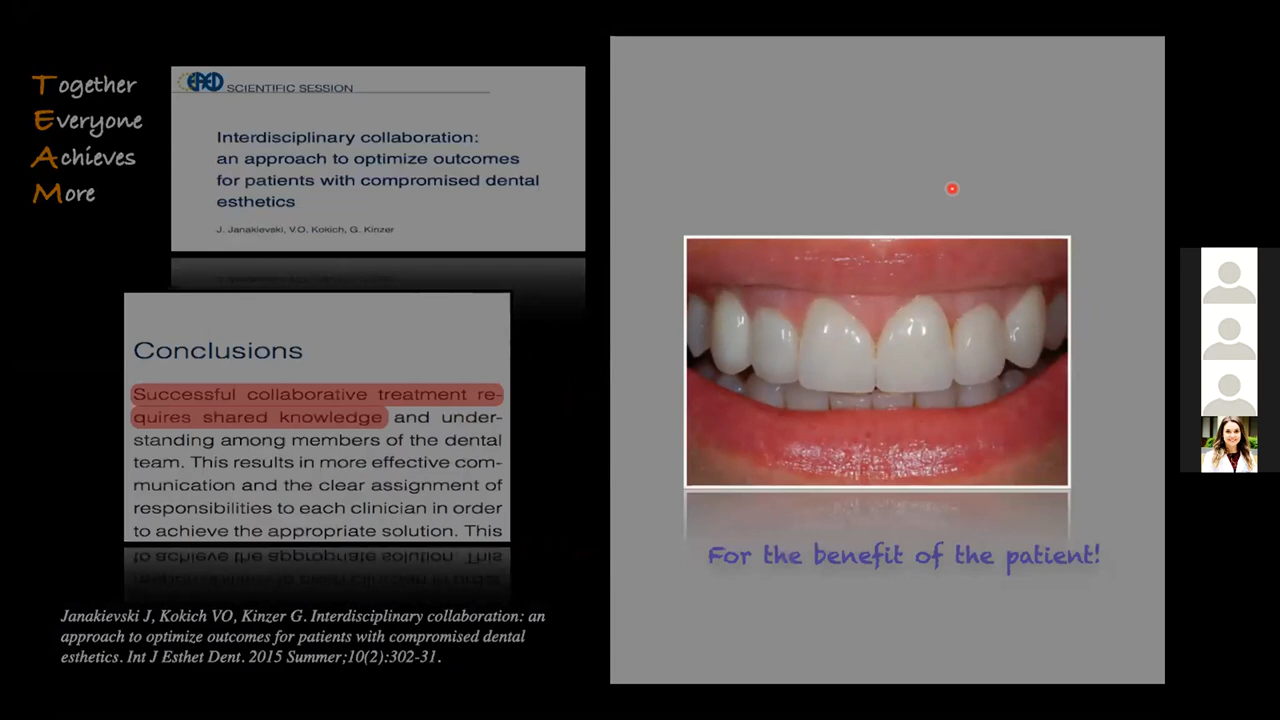 Together
Everyone
Achieves
More
EAED SCIENTIFIC SESSION
Interdisciplinary collaboration:
an approach to optimize outcomes
for patients with compromised dental
esthetics
J. Janakievski, V.O. Kokich, G. Kinzer
Conclusions
Successful collaborative treatment re-
quires shared knowledge and under-
standing among members of the dental
team. This results in more effective com-
munication and the clear assignment of
responsibilities to each clinician in order
to achieve the appropriate solution. This
Janakievski J, Kokich VO, Kinzer G. Interdisciplinary collaboration: an
approach to optimize outcomes for patients with compromised dental
esthetics. Int J Esthet Dent. 2015 Summer;10(2):302-31.
For the benefit of the patient!